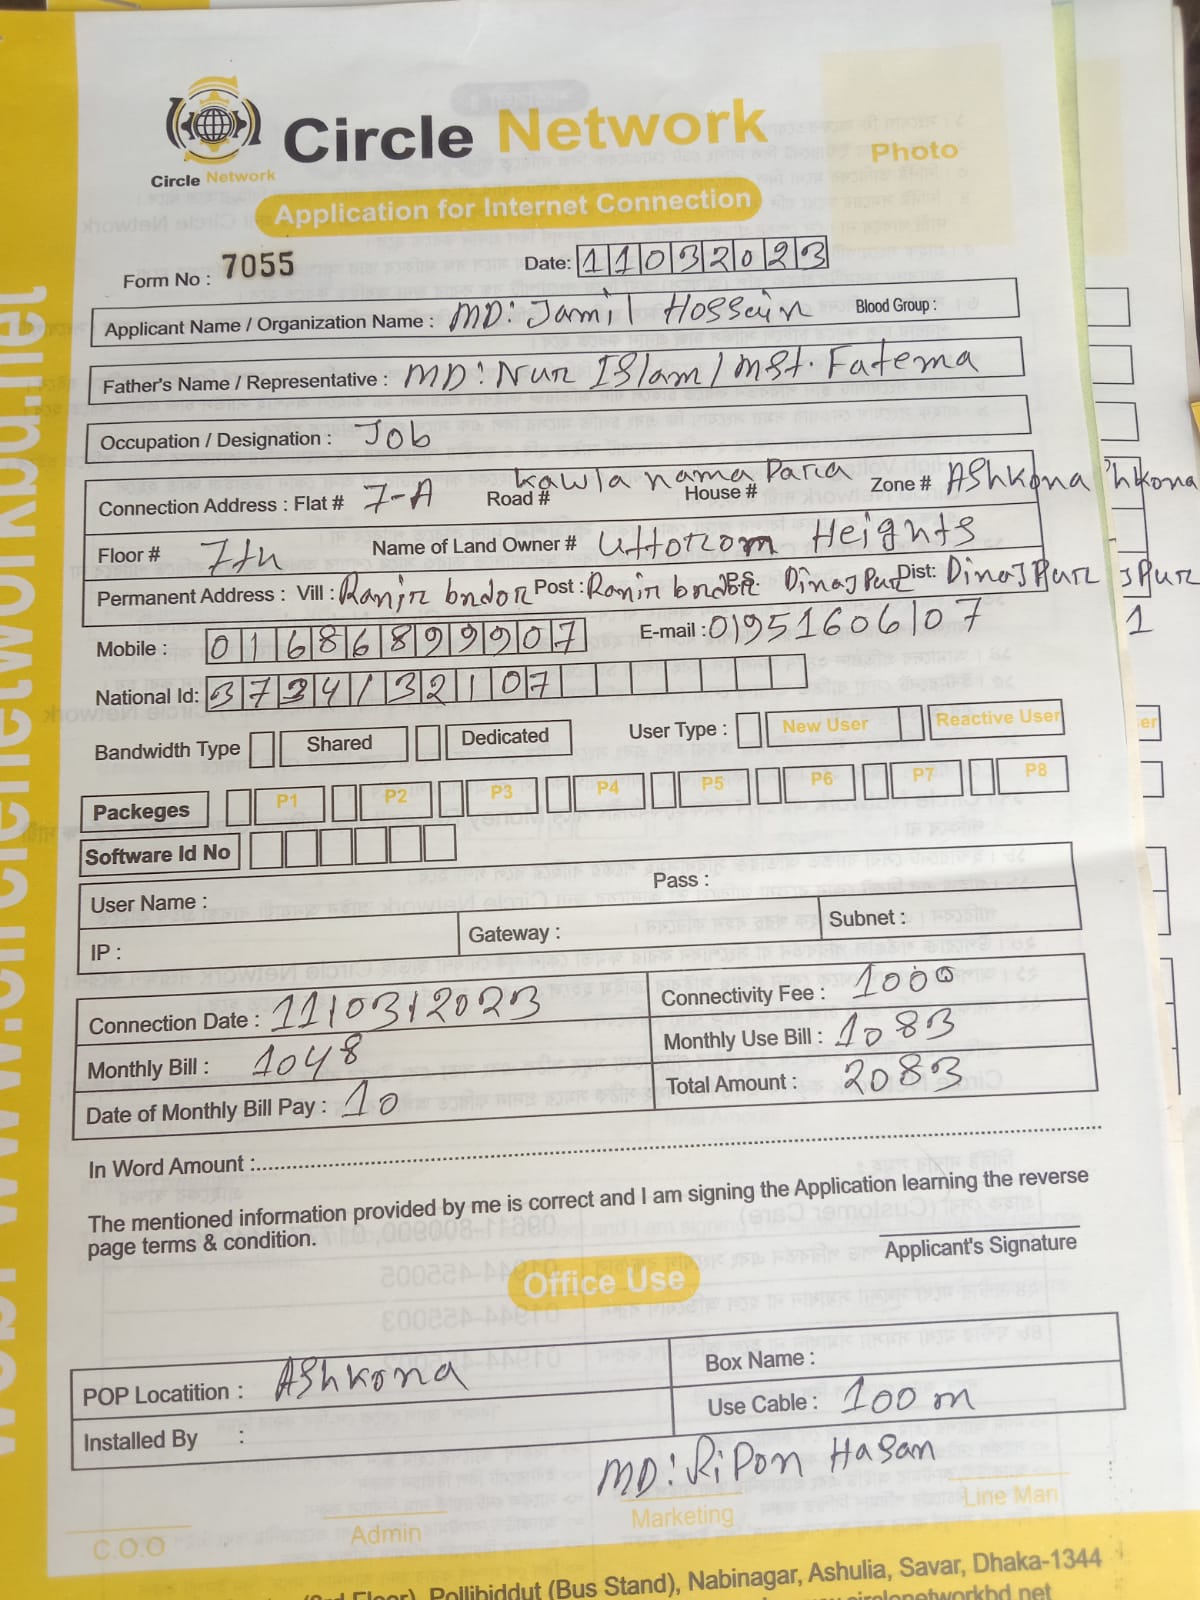 Circle Network
Circle Network
Photo
Application for Internet Connection
Form No : 7055 Date: 11032023
Applicant Name / Organization Name : MD: Jamil Hossein Blood Group :
Father's Name / Representative : MD: Nur Islam / Mst. Fatema
Occupation / Designation : Job
Connection Address : Flat # 7-A Road # House # Kawla nama Para Zone # Ashkona
Floor # 7th Name of Land Owner # Uttorom Heights
Permanent Address : Vill : Ranir bndor Post : Ranir bndor P.S. Dinajpur Dist: Dinajpur
Mobile : 01686899907 E-mail : 01951606107
National Id: 3734132107
Bandwidth Type Shared Dedicated User Type : New User Reactive User
Packeges P1 P2 P3 P4 P5 P6 P7 P8
Software Id No
User Name : Pass :
IP : Gateway : Subnet :
Connection Date : 11/03/2023 Connectivity Fee : 1000
Monthly Bill : 1048 Monthly Use Bill : 1083
Date of Monthly Bill Pay : 10 Total Amount : 2083
In Word Amount :
The mentioned information provided by me is correct and I am signing the Application learning the reverse
page terms & condition.
Applicant's Signature
Office Use
POP Locatition : Ashkona Box Name :
Installed By : Use Cable : 100 m
MD: Ripon Hasan
C.O.O Admin Marketing Line Man
Pollibiddut (Bus Stand), Nabinagar, Ashulia, Savar, Dhaka-1344